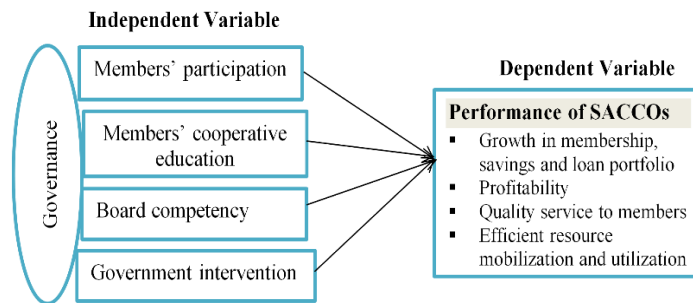 Independent Variable
Governance
Members’ participation
Members’ cooperative
education
Board competency
Government intervention
Dependent Variable
Performance of SACCOs
▪ Growth in membership,
savings and loan portfolio
▪ Profitability
▪ Quality service to members
▪ Efficient resource
mobilization and utilization